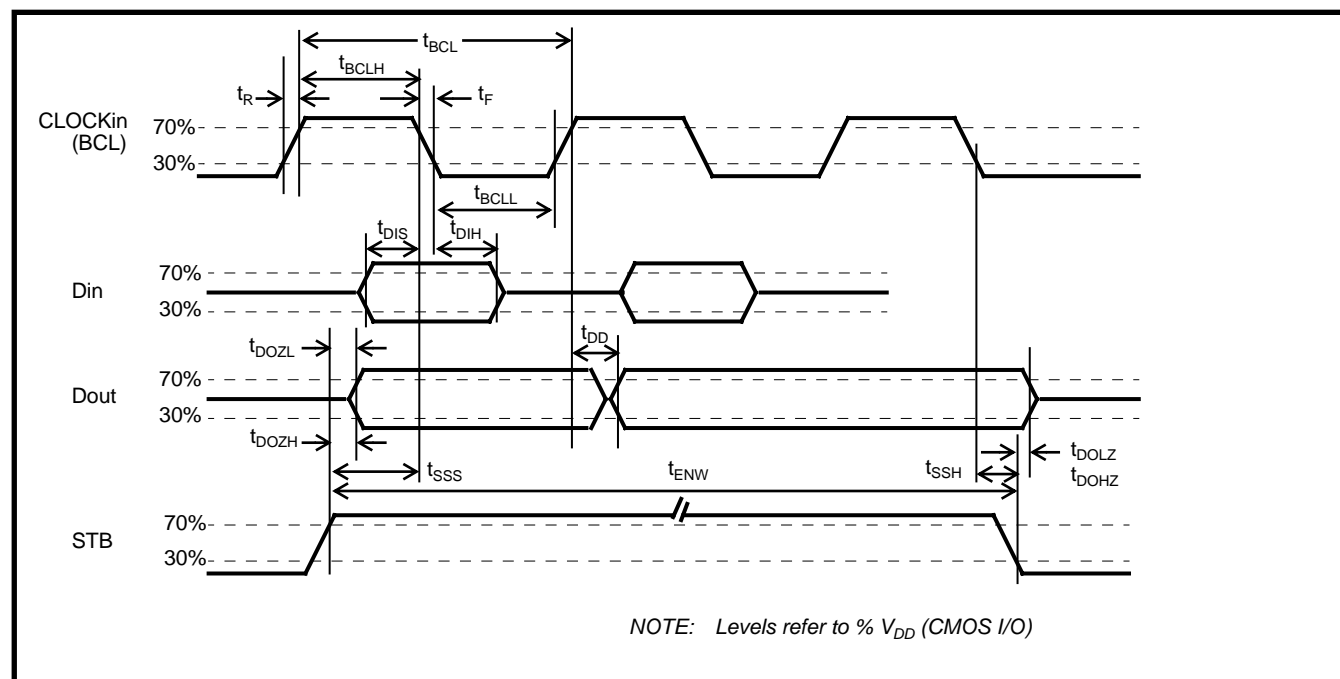 tBCL
tBCLH
tR
tF
CLOCKin
(BCL)
70%
30%
tBCLL
tDIS
tDIH
70%
Din
30%
tDOZL
tDD
70%
Dout
30%
tDOZH
tSSS
tENW
tSSH
tDOLZ
tDOHZ
70%
STB
30%
NOTE: Levels refer to % VDD (CMOS I/O)